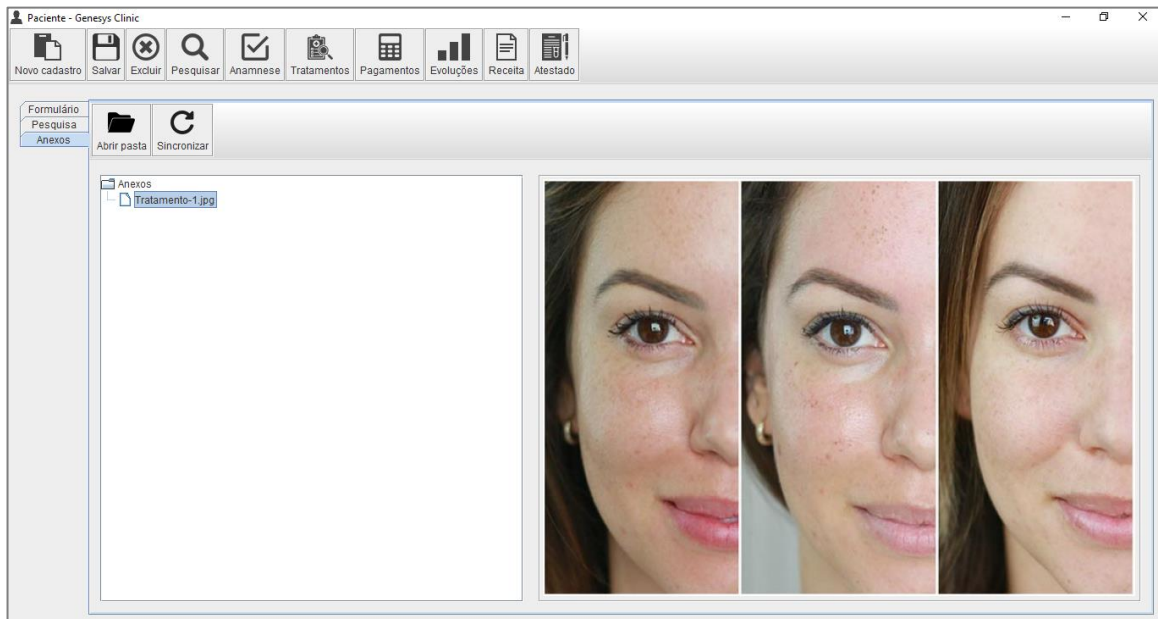 Paciente - Genesys Clinic
Novo cadastro Salvar Excluir Pesquisar Anamnese Tratamentos Pagamentos Evoluções Receita Atestado
Formulário
Pesquisa
Anexos
Abrir pasta Sincronizar
Anexos
Tratamento-1.jpg